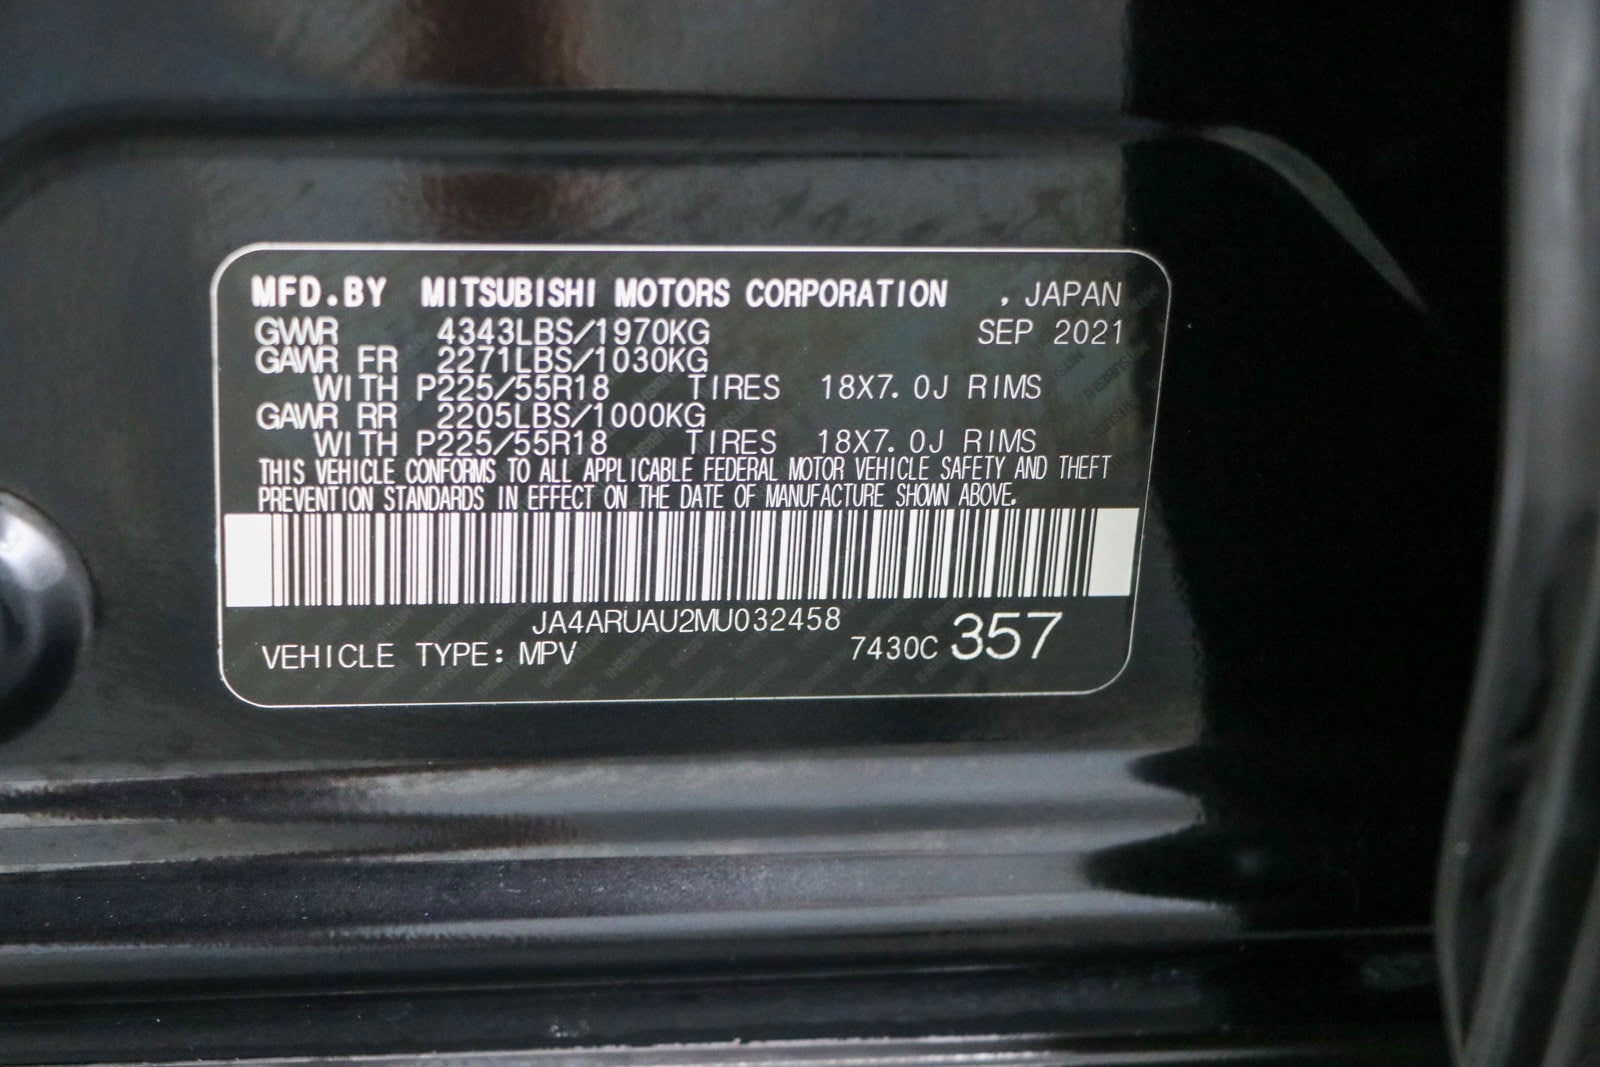 MFD.BY MITSUBISHI MOTORS CORPORATION , JAPAN
GVWR 4343LBS/1970KG SEP 2021
GAWR FR 2271LBS/1030KG
WITH P225/55R18 TIRES 18X7.0J RIMS
GAWR RR 2205LBS/1000KG
WITH P225/55R18 TIRES 18X7.0J RIMS
THIS VEHICLE CONFORMS TO ALL APPLICABLE FEDERAL MOTOR VEHICLE SAFETY AND THEFT
PREVENTION STANDARDS IN EFFECT ON THE DATE OF MANUFACTURE SHOWN ABOVE.
JA4ARUAU2MU032458
VEHICLE TYPE: MPV 7430C 357